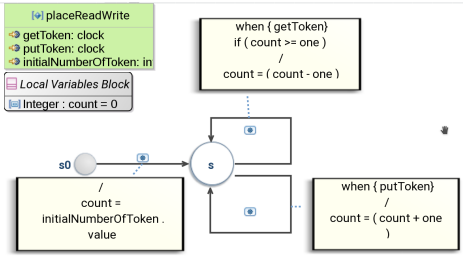 placeReadWrite
getToken: clock
putToken: clock
initialNumberOfToken: in
Local Variables Block
Integer : count = 0
when { getToken}
if ( count >= one )
/
count = ( count - one )
s0
s
/
count =
initialNumberOfToken .
value
when { putToken}
/
count = ( count + one
)